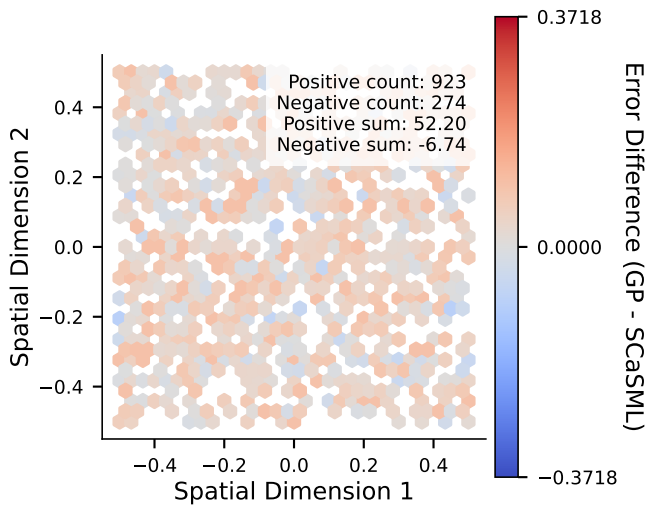 Positive count: 923
Negative count: 274
Positive sum: 52.20
Negative sum: -6.74
0.4
0.2
0.0
−0.2
−0.4
Spatial Dimension 2
−0.4
−0.2
0.0
0.2
0.4
Spatial Dimension 1
0.3718
0.0000
−0.3718
Error Difference (GP - SCaSML)